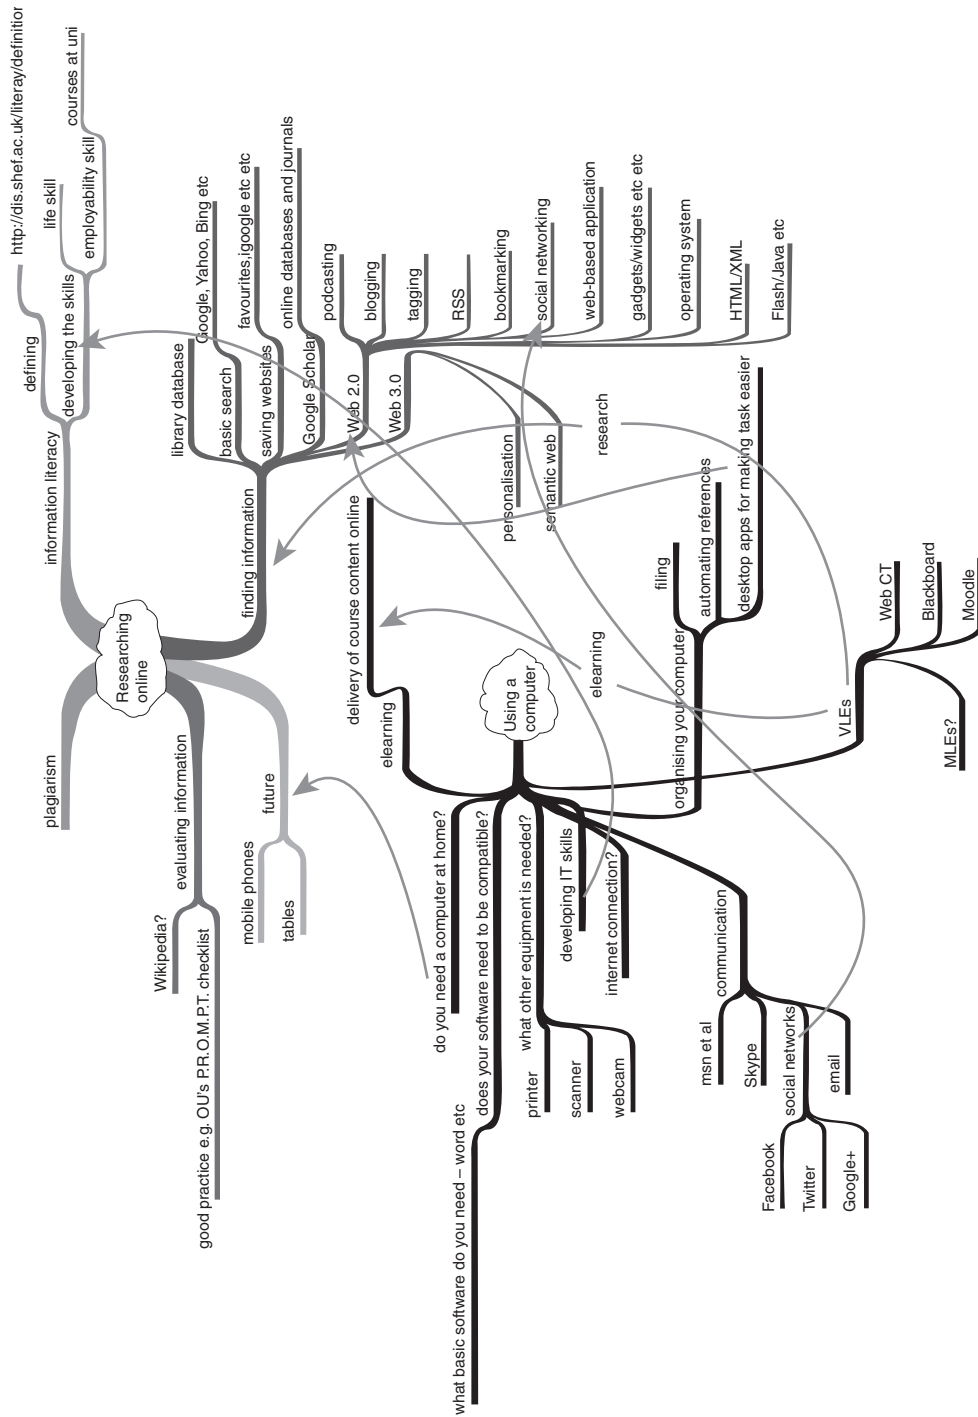 http://dis.shef.ac.uk/literay/definition
defining
courses at uni
life skill
employability skill
developing the skills
information literacy
Researching
online
plagiarism
library database
Google, Yahoo, Bing etc
basic search
favourites,igoogle etc etc
saving websites
online databases and journals
Google Scholar
podcasting
blogging
tagging
RSS
bookmarking
social networking
web-based application
gadgets/widgets etc etc
operating system
HTML/XML
Flash/Java etc
Web 2.0
Web 3.0
personalisation
semantic web
finding information
research
evaluating information
Wikipedia?
good practice e.g. OU's P.R.O.M.P.T. checklist
future
mobile phones
tables
delivery of course content online
elearning
Using a
computer
elearning
filing
automating references
desktop apps for making task easier
organising your computer
VLEs
Web CT
Blackboard
Moodle
MLEs?
do you need a computer at home?
does your software need to be compatible?
what basic software do you need – word etc
what other equipment is needed?
printer
scanner
webcam
developing IT skills
internet connection?
communication
msn et al
Skype
social networks
email
Facebook
Twitter
Google+